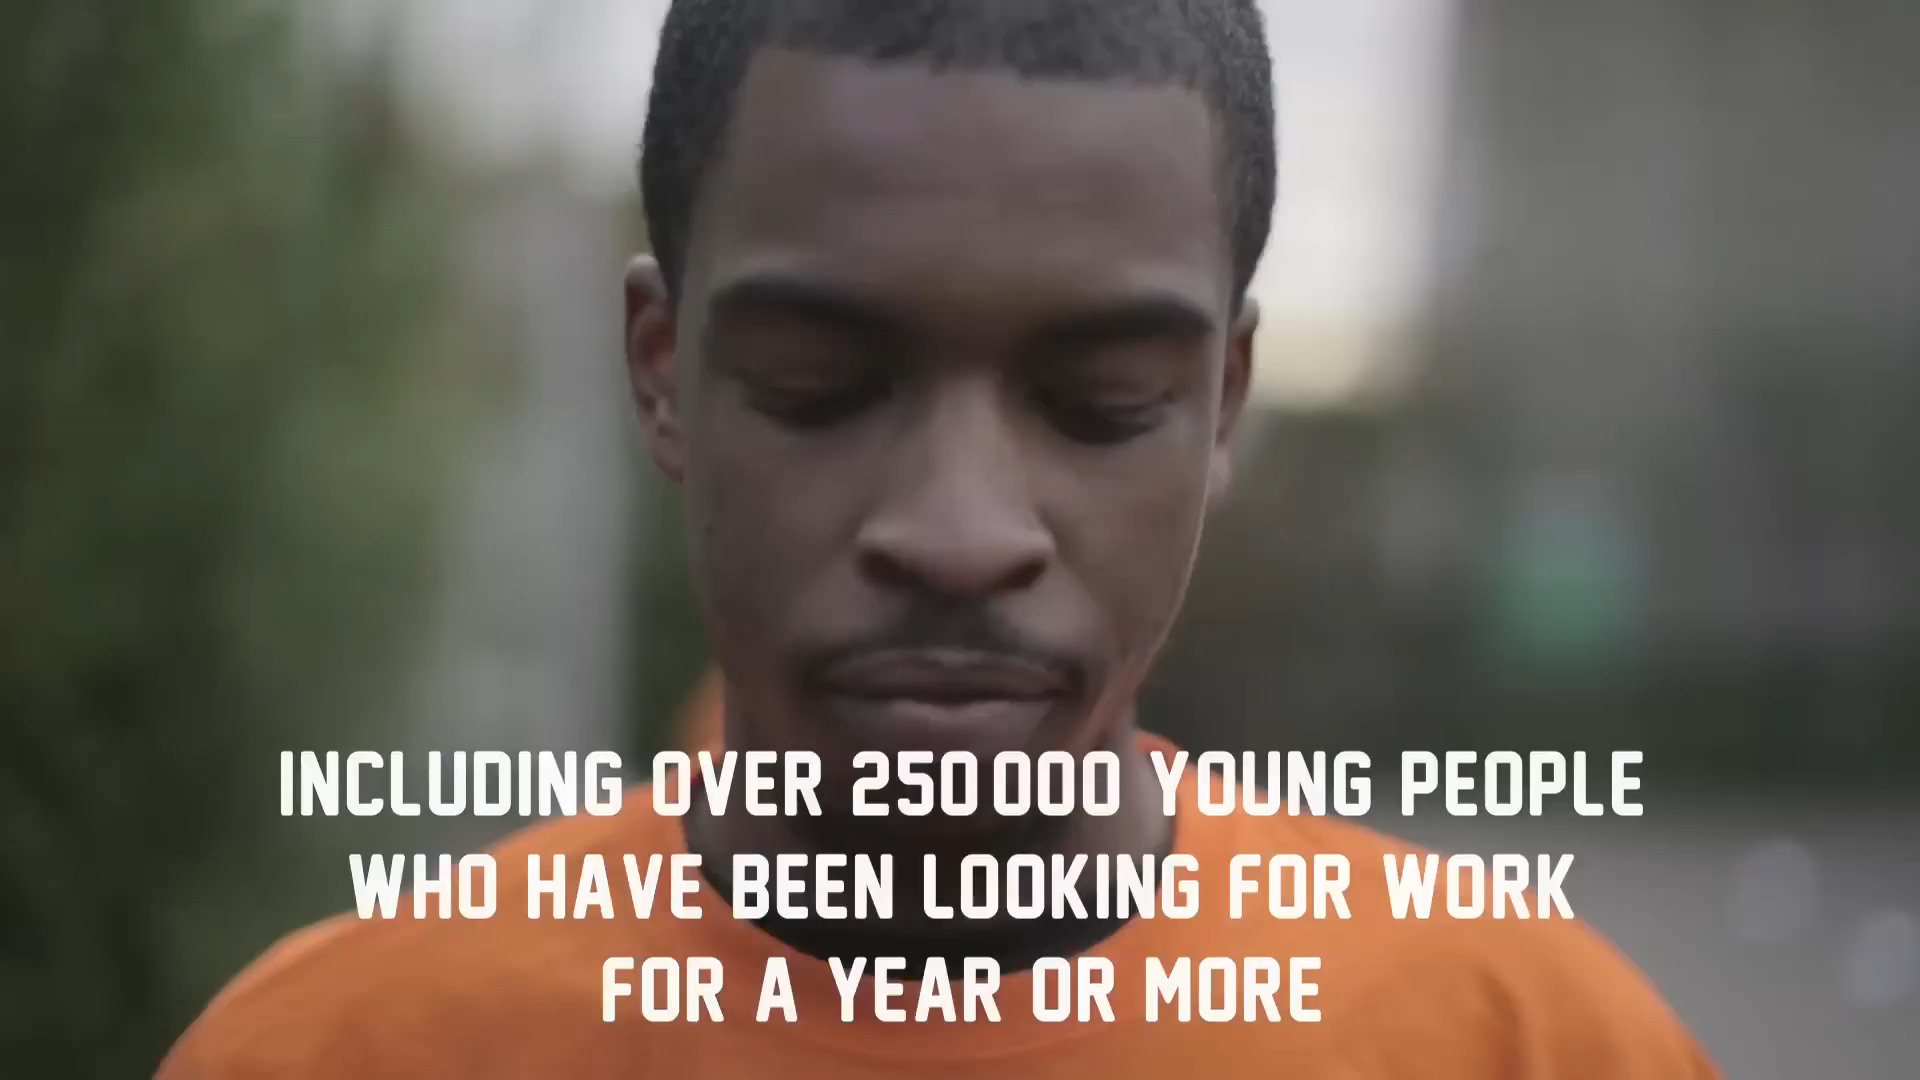 INCLUDING OVER 250 000 YOUNG PEOPLE
WHO HAVE BEEN LOOKING FOR WORK
FOR A YEAR OR MORE